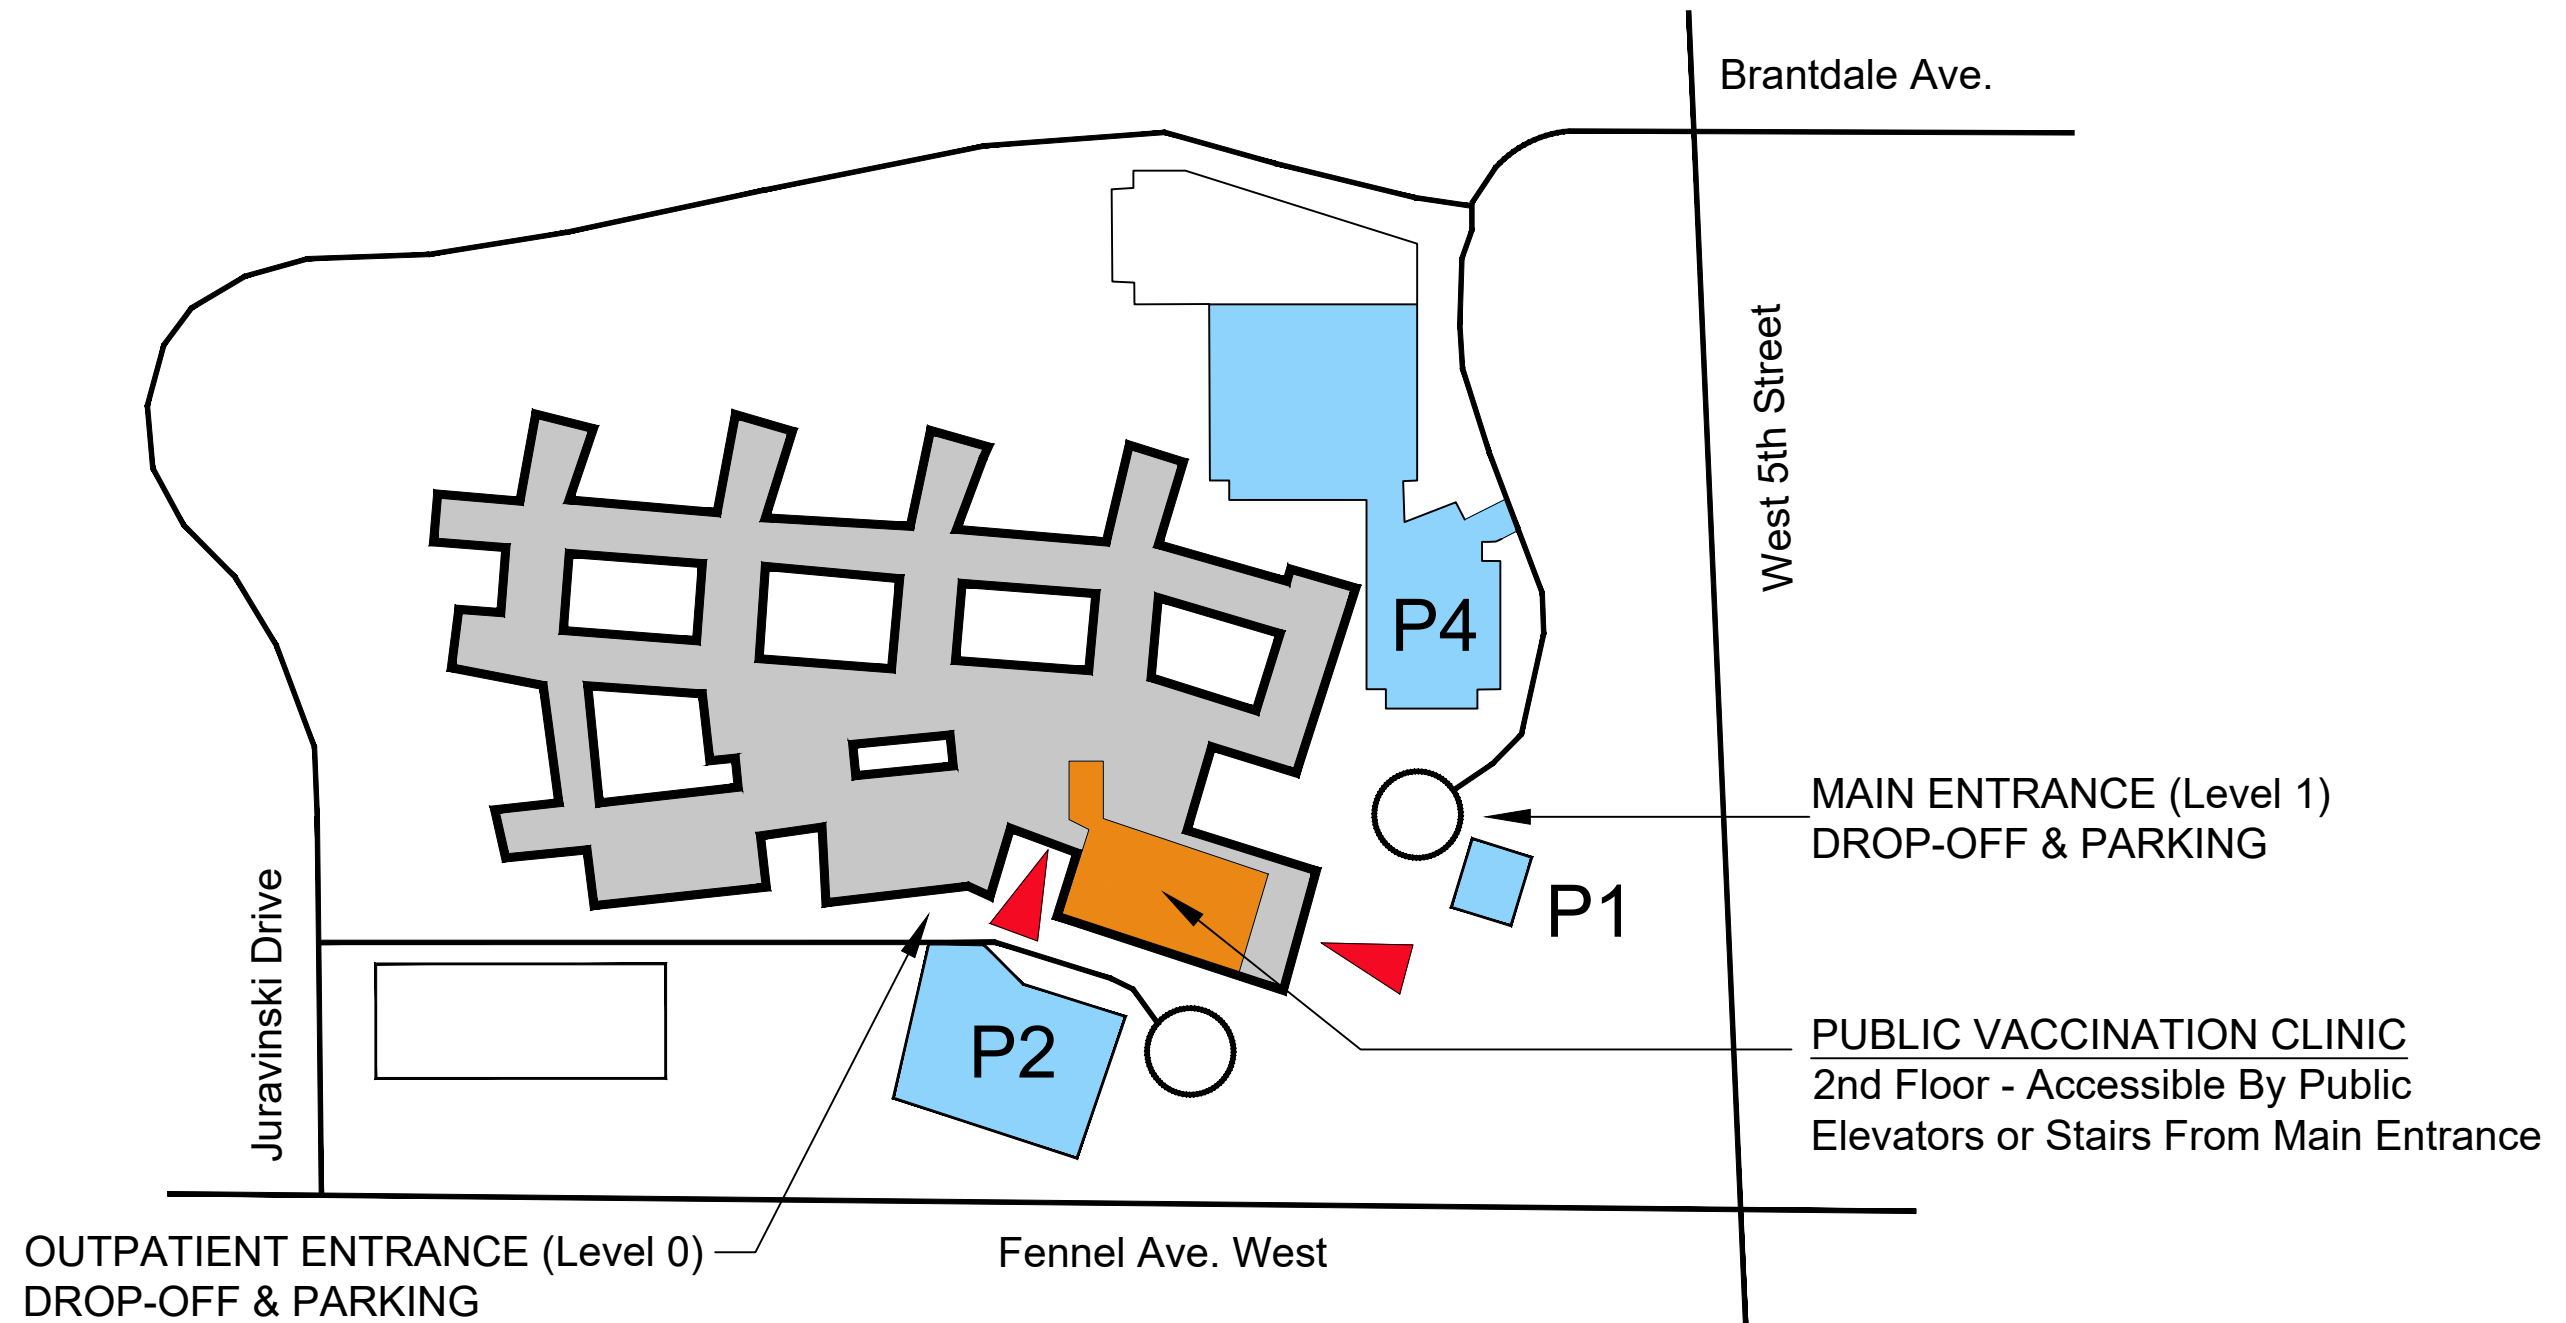 Brantdale Ave.
West 5th Street
P4
MAIN ENTRANCE (Level 1)
DROP-OFF & PARKING
P1
Juravinski Drive
P2
PUBLIC VACCINATION CLINIC
2nd Floor - Accessible By Public
Elevators or Stairs From Main Entrance
OUTPATIENT ENTRANCE (Level 0)
DROP-OFF & PARKING
Fennel Ave. West